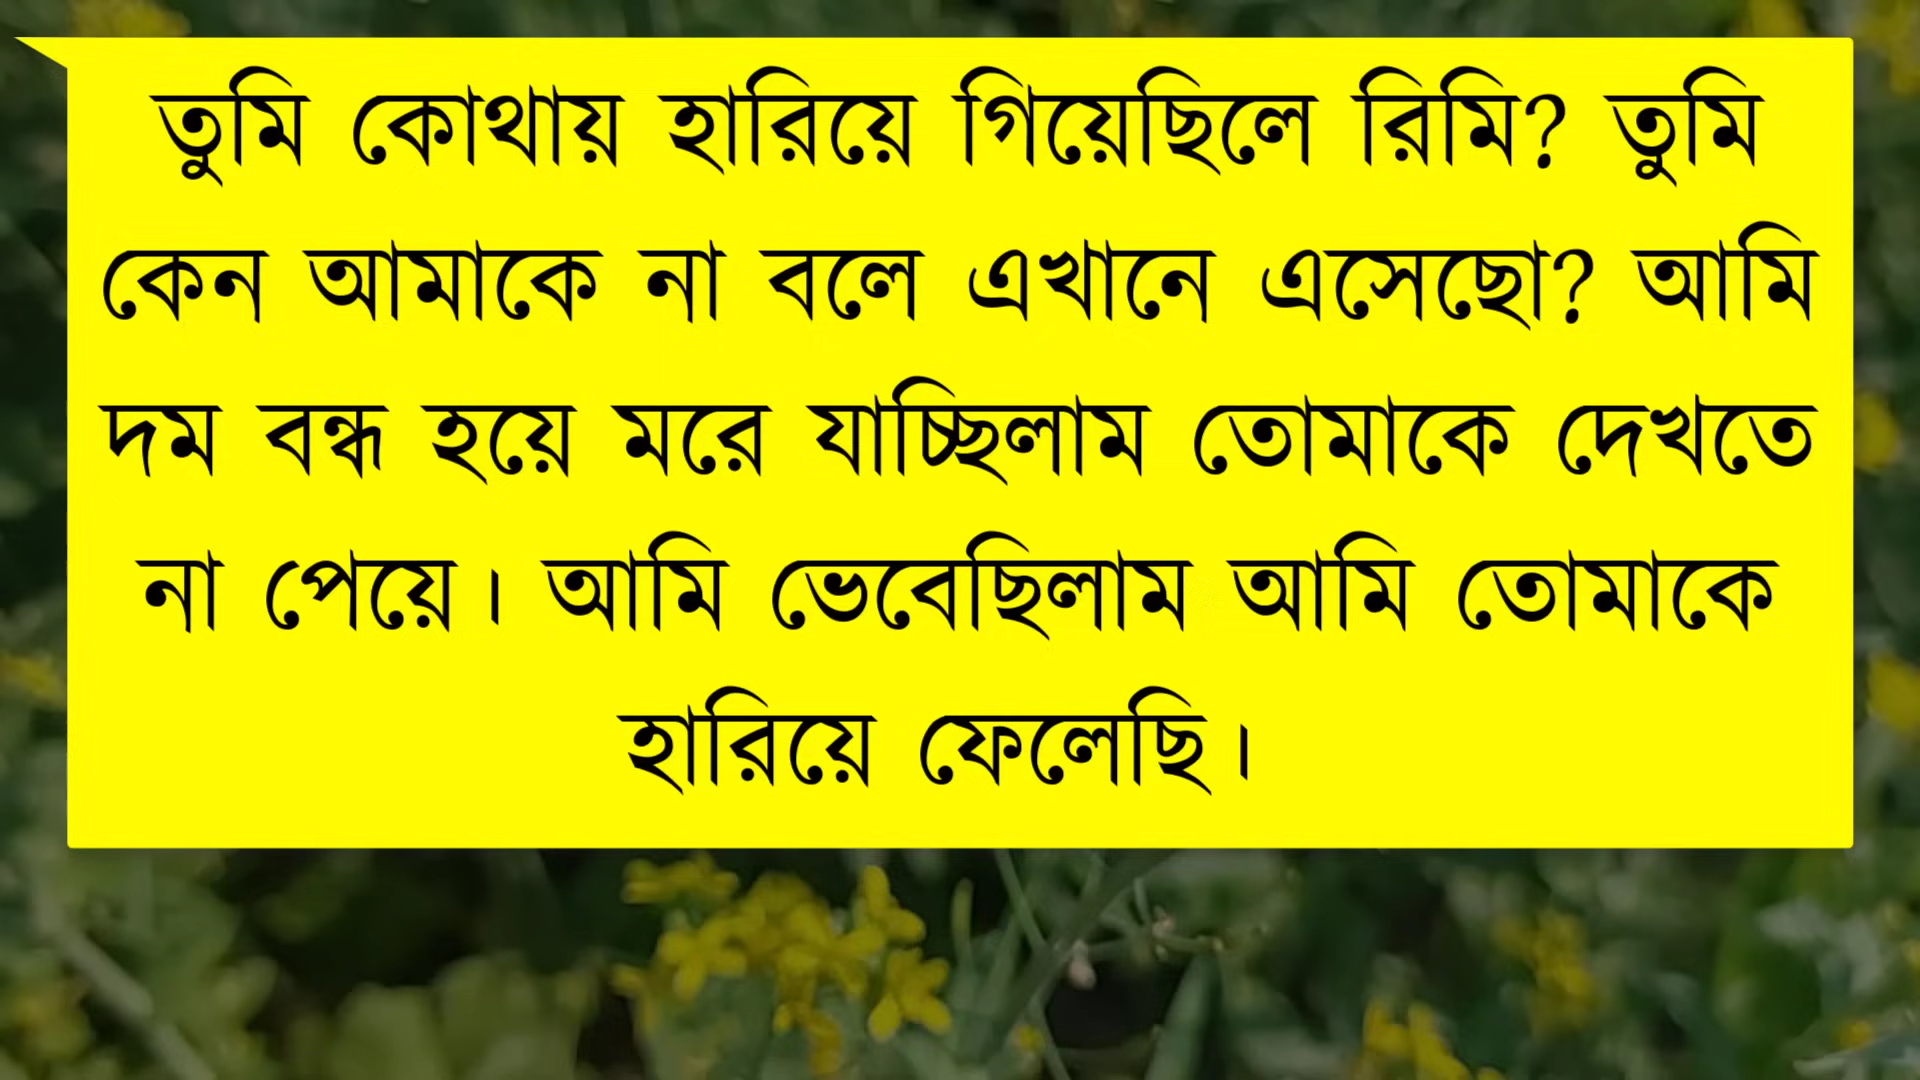 তুমি কোথায় হারিয়ে গিয়েছিলে রিমি? তুমি
কেন আমাকে না বলে এখানে এসেছো? আমি
দম বন্ধ হয়ে মরে যাচ্ছিলাম তোমাকে দেখতে
না পেয়ে। আমি ভেবেছিলাম আমি তোমাকে
হারিয়ে ফেলেছি।